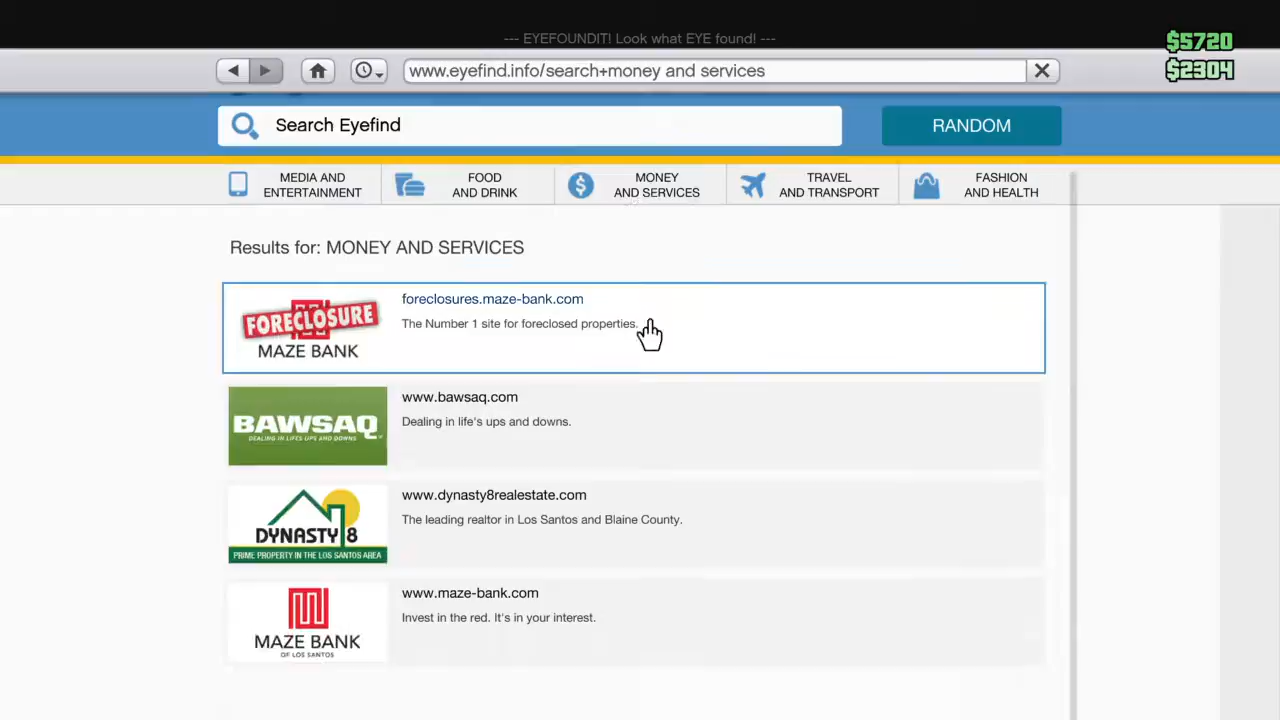 --- EYEFOUNDIT! Look what EYE found! ---
$5720
$2304
www.eyefind.info/search+money and services
Search Eyefind
RANDOM
MEDIA AND
ENTERTAINMENT
FOOD
AND DRINK
MONEY
AND SERVICES
TRAVEL
AND TRANSPORT
FASHION
AND HEALTH
Results for: MONEY AND SERVICES
FORECLOSURE
MAZE BANK
foreclosures.maze-bank.com
The Number 1 site for foreclosed properties.
BAWSAQ
DEALING IN LIFES UPS AND DOWNS
www.bawsaq.com
Dealing in life's ups and downs.
DYNASTY 8
PRIME PROPERTY IN THE LOS SANTOS AREA
www.dynasty8realestate.com
The leading realtor in Los Santos and Blaine County.
MAZE BANK
OF LOS SANTOS
www.maze-bank.com
Invest in the red. It's in your interest.